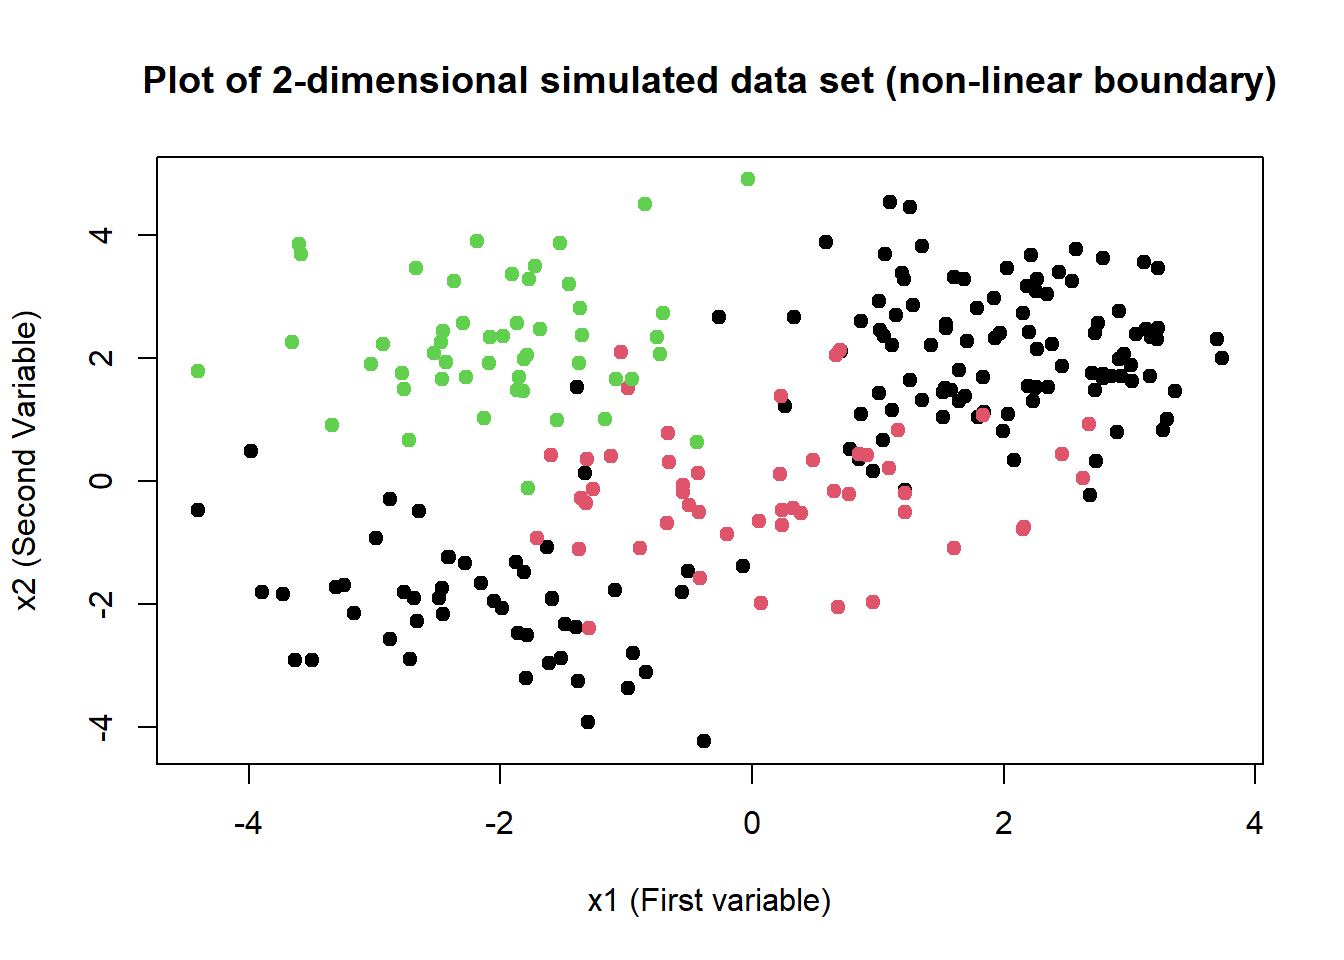 Plot of 2-dimensional simulated data set (non-linear boundary)
x2 (Second Variable)
4
2
0
-2
-4
-4 -2 0 2 4
x1 (First variable)